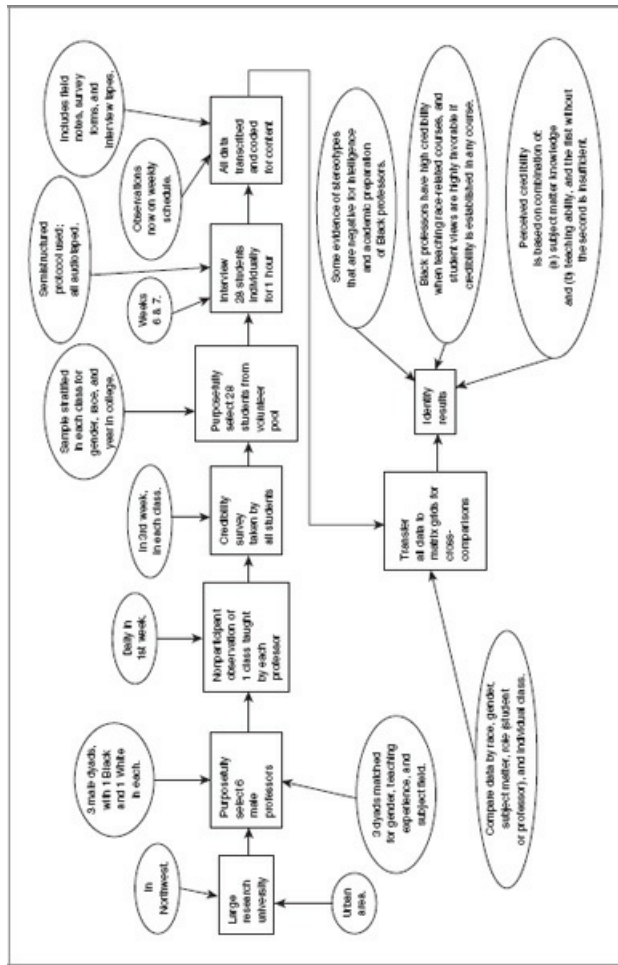 In
Northwest.
Large
research
university
Urban
area.
3 male dyads,
with 1 Black
and 1 White
in each.
Purposefully
select 6
male
professors
3 dyads matched
for gender, teaching
experience, and
subject field.
Daily in
1st week.
Nonparticipant
observation of
1 class taught
by each
professor
In 3rd week,
in each class.
Credibility
survey
taken by
all students
Sample stratified
in each class for
gender, race, and
year in college.
Purposefully
select 28
students from
volunteer
pool
Semistructured
protocol used;
all audiotaped.
Weeks
6 & 7.
Interview
28 students
individually
for 1 hour
Includes field
notes, survey
forms, and
interview tapes.
Observations
now on weekly
schedule.
All data
transcribed
and coded
for content
Compare data by race, gender,
subject matter, role (student
or professor), and individual class.
Transfer
all data to
matrix grids for
cross-
comparisons
Identify
results
Some evidence of stereotypes
that are negative for intelligence
and academic preparation
of Black professors.
Black professors have high credibility
when teaching race-related courses, and
student views are highly favorable if
credibility is established in any course.
Perceived credibility
is based on combination of:
(a) subject matter knowledge
and (b) teaching ability, and the first without
the second is insufficient.